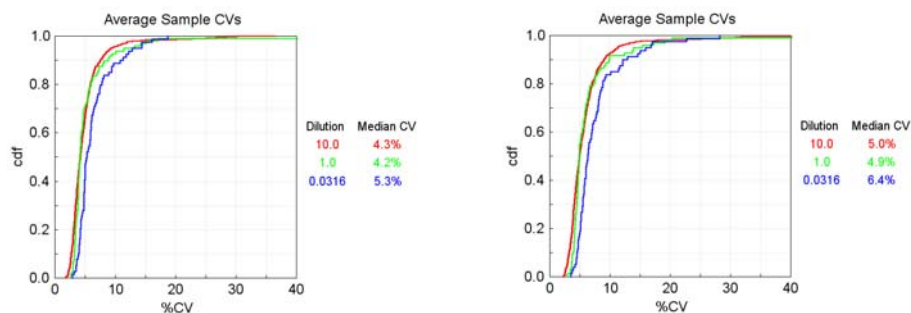 Average Sample CVs
1.0
0.8
0.6
0.4
0.2
0.0
cdf
0 10 20 30 40
%CV
Dilution Median CV
10.0 4.3%
1.0 4.2%
0.0316 5.3%
Average Sample CVs
1.0
0.8
0.6
0.4
0.2
0.0
cdf
0 10 20 30 40
%CV
Dilution Median CV
10.0 5.0%
1.0 4.9%
0.0316 6.4%